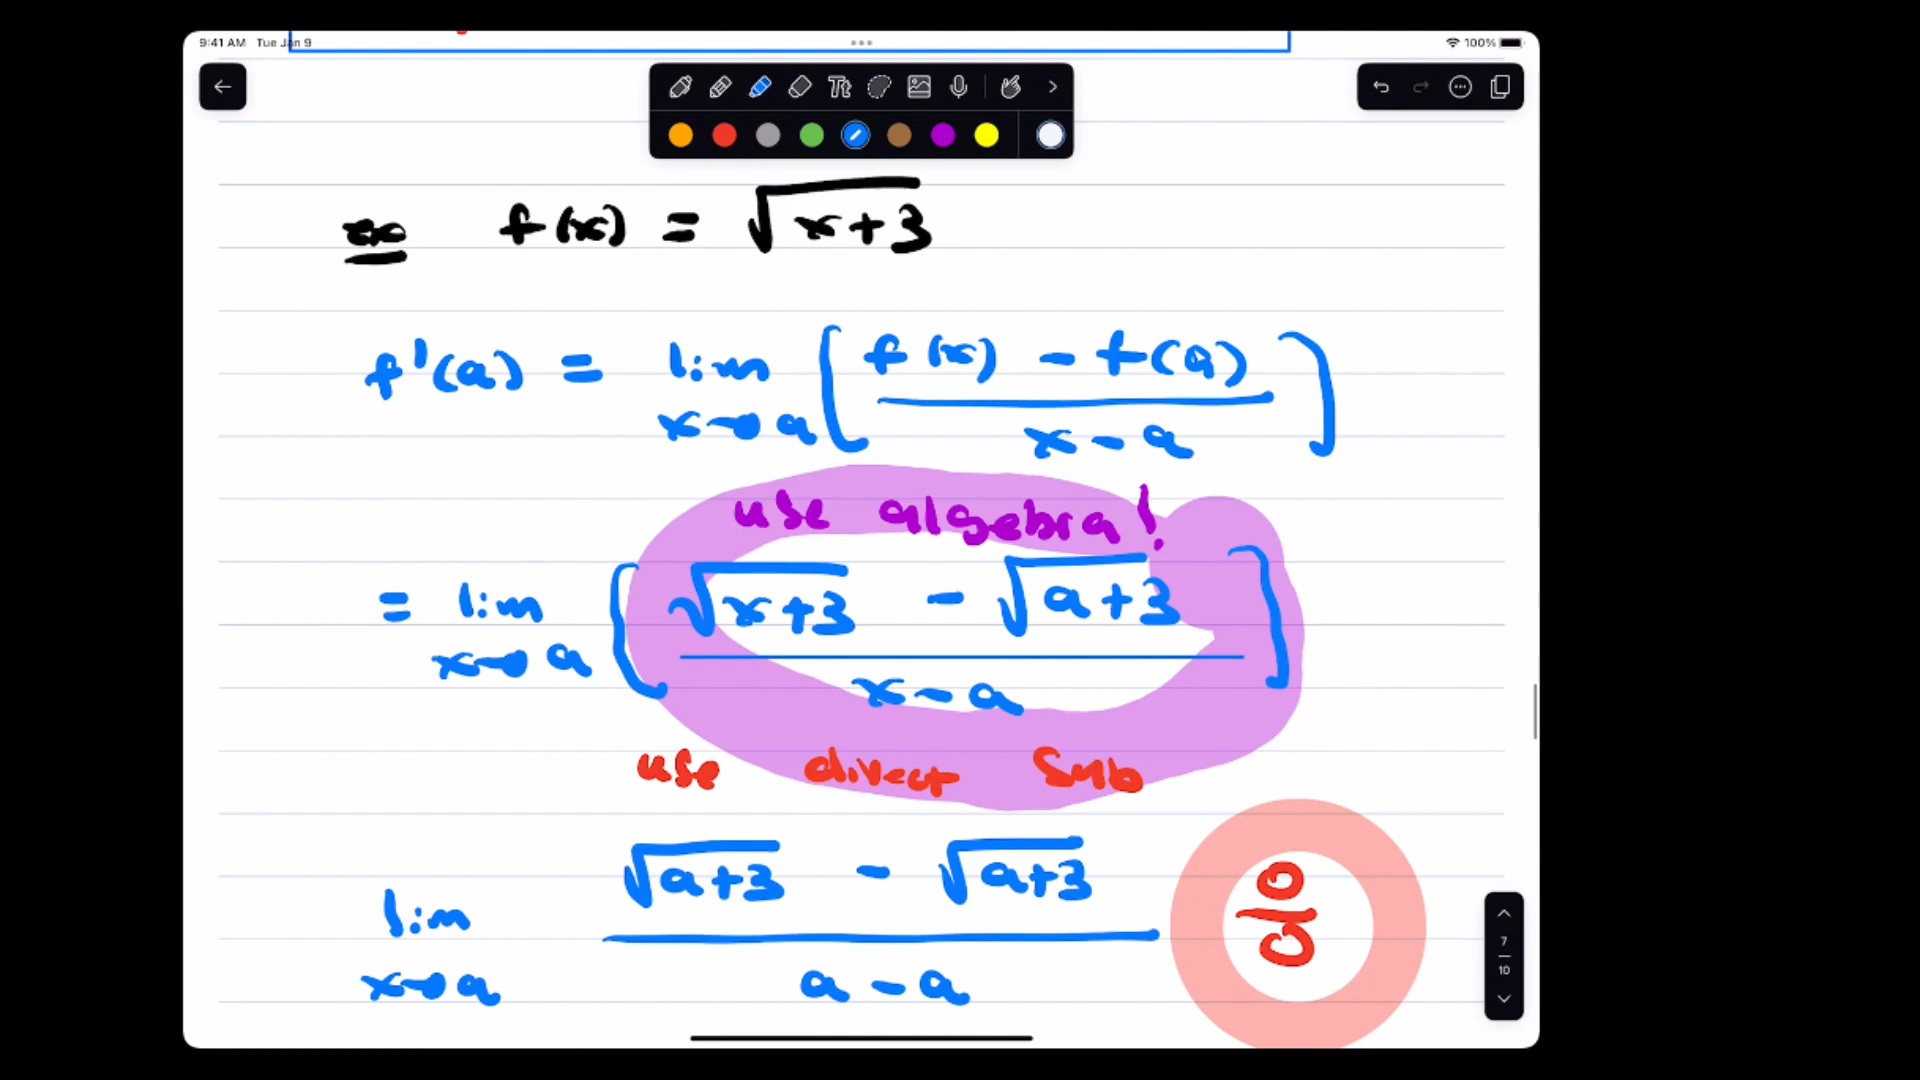 9:41 AM Tue Jan 9
100%
Tt
ex f(x) = √(x+3)
f'(a) = lim x→a [ (f(x) - f(a)) / (x - a) ]
use algebra!
= lim x→a [ (√(x+3) - √(a+3)) / (x - a) ]
use direct sub
lim x→a (√(a+3) - √(a+3)) / (a - a)
0/0
7
10